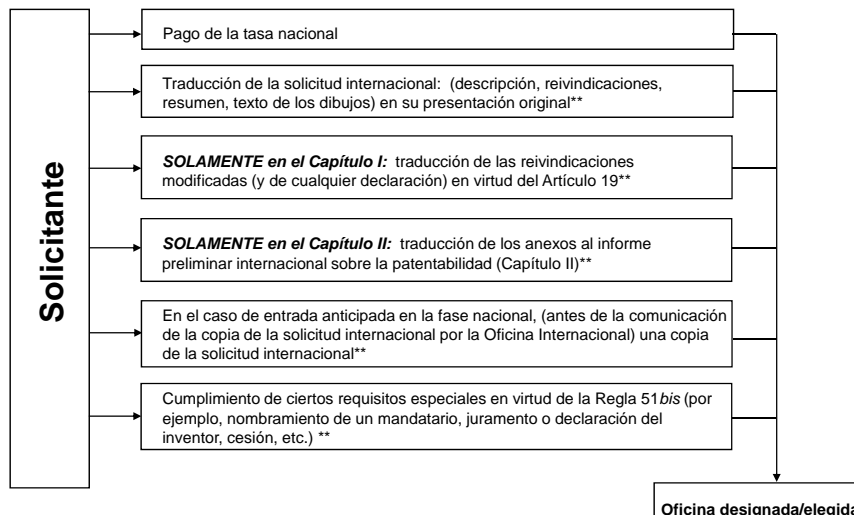 Solicitante
Pago de la tasa nacional
Traducción de la solicitud internacional: (descripción, reivindicaciones,
resumen, texto de los dibujos) en su presentación original**
SOLAMENTE en el Capítulo I: traducción de las reivindicaciones
modificadas (y de cualquier declaración) en virtud del Artículo 19**
SOLAMENTE en el Capítulo II: traducción de los anexos al informe
preliminar internacional sobre la patentabilidad (Capítulo II)**
En el caso de entrada anticipada en la fase nacional, (antes de la comunicación
de la copia de la solicitud internacional por la Oficina Internacional) una copia
de la solicitud internacional**
Cumplimiento de ciertos requisitos especiales en virtud de la Regla 51bis (por
ejemplo, nombramiento de un mandatario, juramento o declaración del
inventor, cesión, etc.) **
Oficina designada/elegida